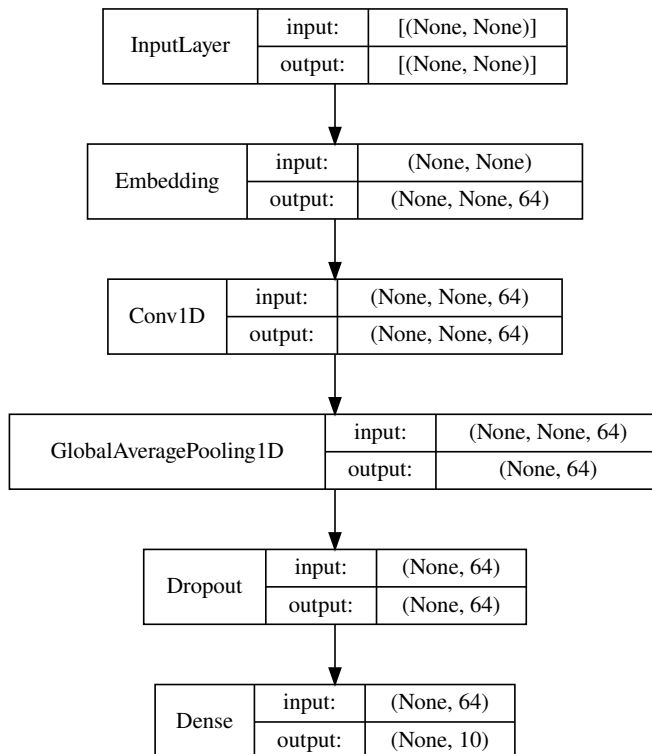 InputLayer
input: [(None, None)]
output: [(None, None)]
Embedding
input: (None, None)
output: (None, None, 64)
Conv1D
input: (None, None, 64)
output: (None, None, 64)
GlobalAveragePooling1D
input: (None, None, 64)
output: (None, 64)
Dropout
input: (None, 64)
output: (None, 64)
Dense
input: (None, 64)
output: (None, 10)